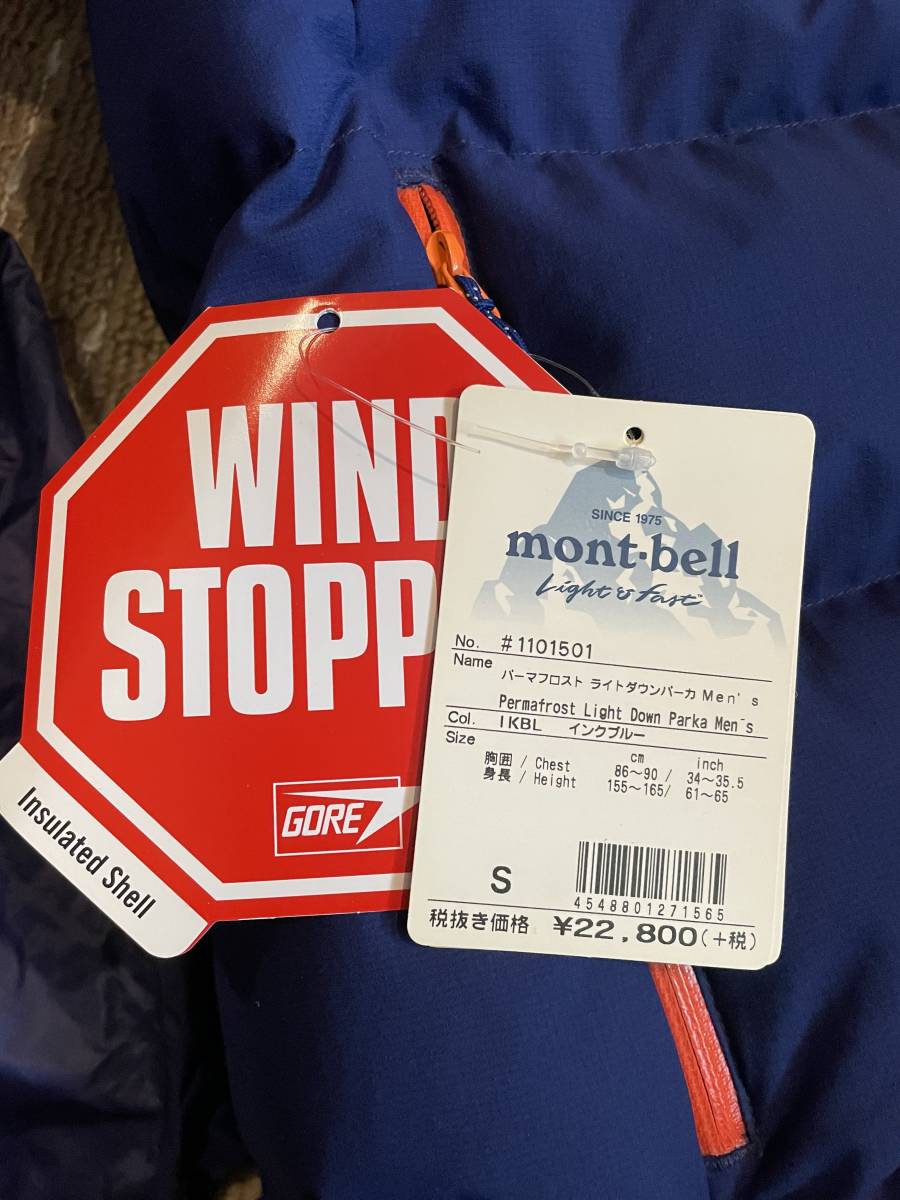 WIND
STOPP
GORE
Insulated Shell
SINCE 1975
mont-bell
Light & Fast™
No. #1101501
Name パーマフロスト ライトダウンパーカ Men's
Permafrost Light Down Parka Men's
Col. IKBL インクブルー
Size cm inch
胸囲 / Chest 86～90 / 34～35.5
身長 / Height 155～165/ 61～65
S
4548801271565
税抜き価格 ¥22,800(+税)